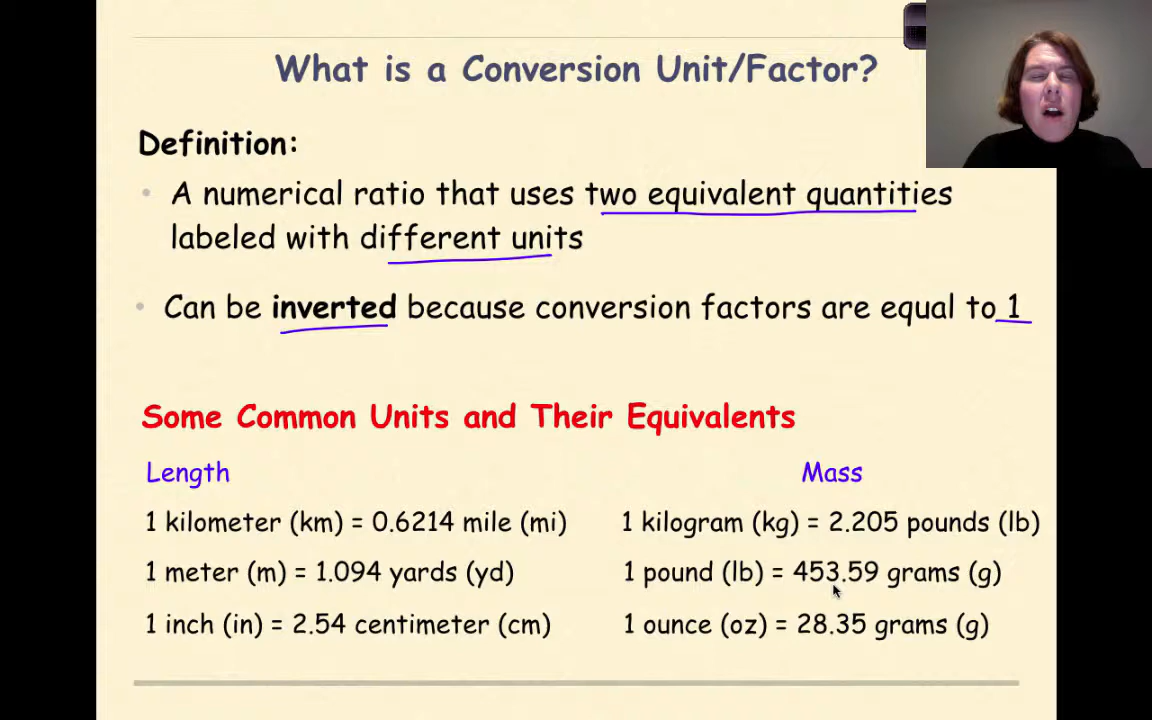 What is a Conversion Unit/Factor?
Definition:
• A numerical ratio that uses two equivalent quantities
labeled with different units
• Can be inverted because conversion factors are equal to 1
Some Common Units and Their Equivalents
Length
1 kilometer (km) = 0.6214 mile (mi)
1 meter (m) = 1.094 yards (yd)
1 inch (in) = 2.54 centimeter (cm)
Mass
1 kilogram (kg) = 2.205 pounds (lb)
1 pound (lb) = 453.59 grams (g)
1 ounce (oz) = 28.35 grams (g)